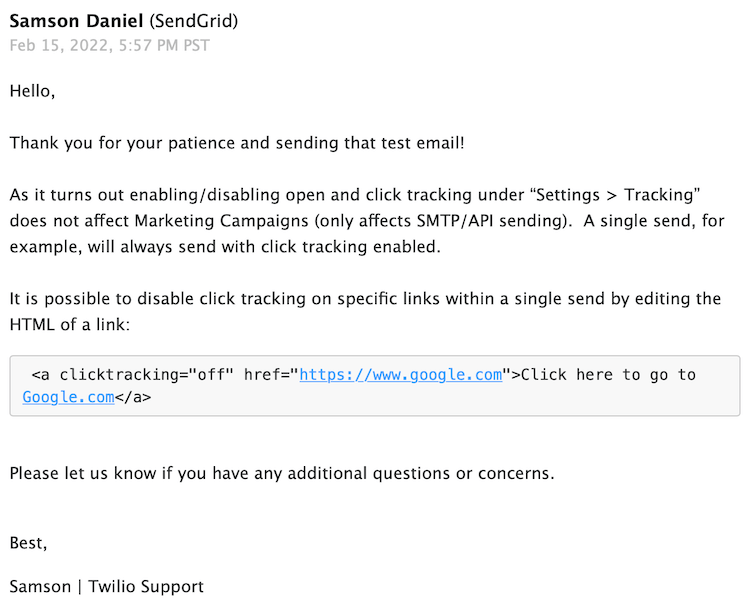 Samson Daniel (SendGrid)
Feb 15, 2022, 5:57 PM PST
Hello,
Thank you for your patience and sending that test email!
As it turns out enabling/disabling open and click tracking under “Settings > Tracking”
does not affect Marketing Campaigns (only affects SMTP/API sending).  A single send, for
example, will always send with click tracking enabled.
It is possible to disable click tracking on specific links within a single send by editing the
HTML of a link:
<a clicktracking="off" href="https://www.google.com">Click here to go to
Google.com</a>
Please let us know if you have any additional questions or concerns.
Best,
Samson | Twilio Support